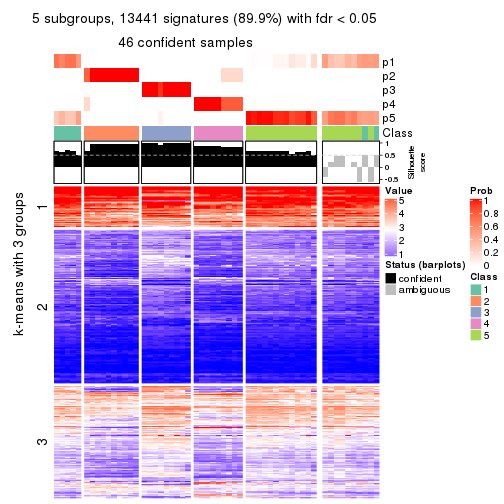 5 subgroups, 13441 signatures (89.9%) with fdr < 0.05
46 confident samples
p1
p2
p3
p4
p5
Class
1
0.5
0
-0.5
Silhouette
score
k-means with 3 groups
1
2
3
Value
5
4
3
2
1
Status (barplots)
confident
ambiguous
Prob
1
0.8
0.6
0.4
0.2
0
Class
1
2
3
4
5